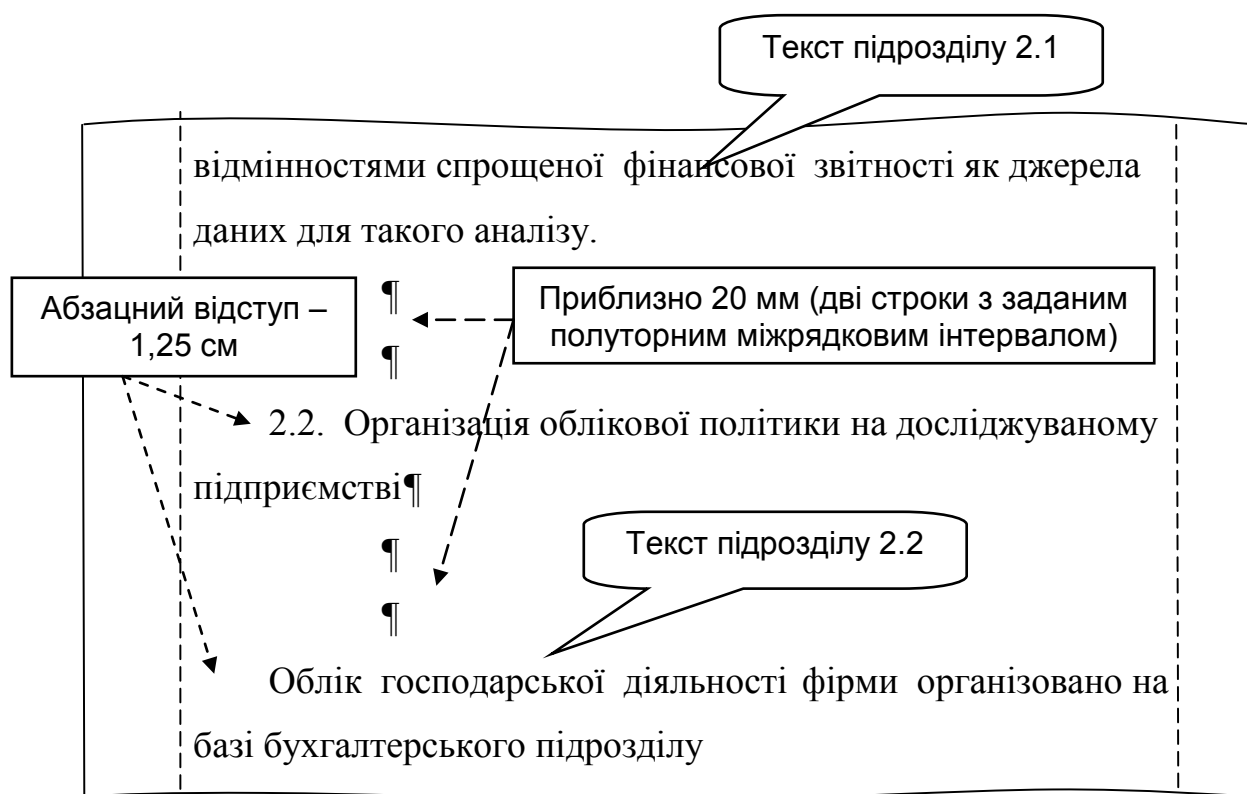 Текст підрозділу 2.1
відмінностями спрощеної фінансової звітності як джерела
даних для такого аналізу.
¶
Абзацний відступ –
1,25 см
Приблизно 20 мм (дві строки з заданим
полуторним міжрядковим інтервалом)
¶
2.2. Організація облікової політики на досліджуваному
підприємстві¶
¶
Текст підрозділу 2.2
¶
Облік господарської діяльності фірми організовано на
базі бухгалтерського підрозділу